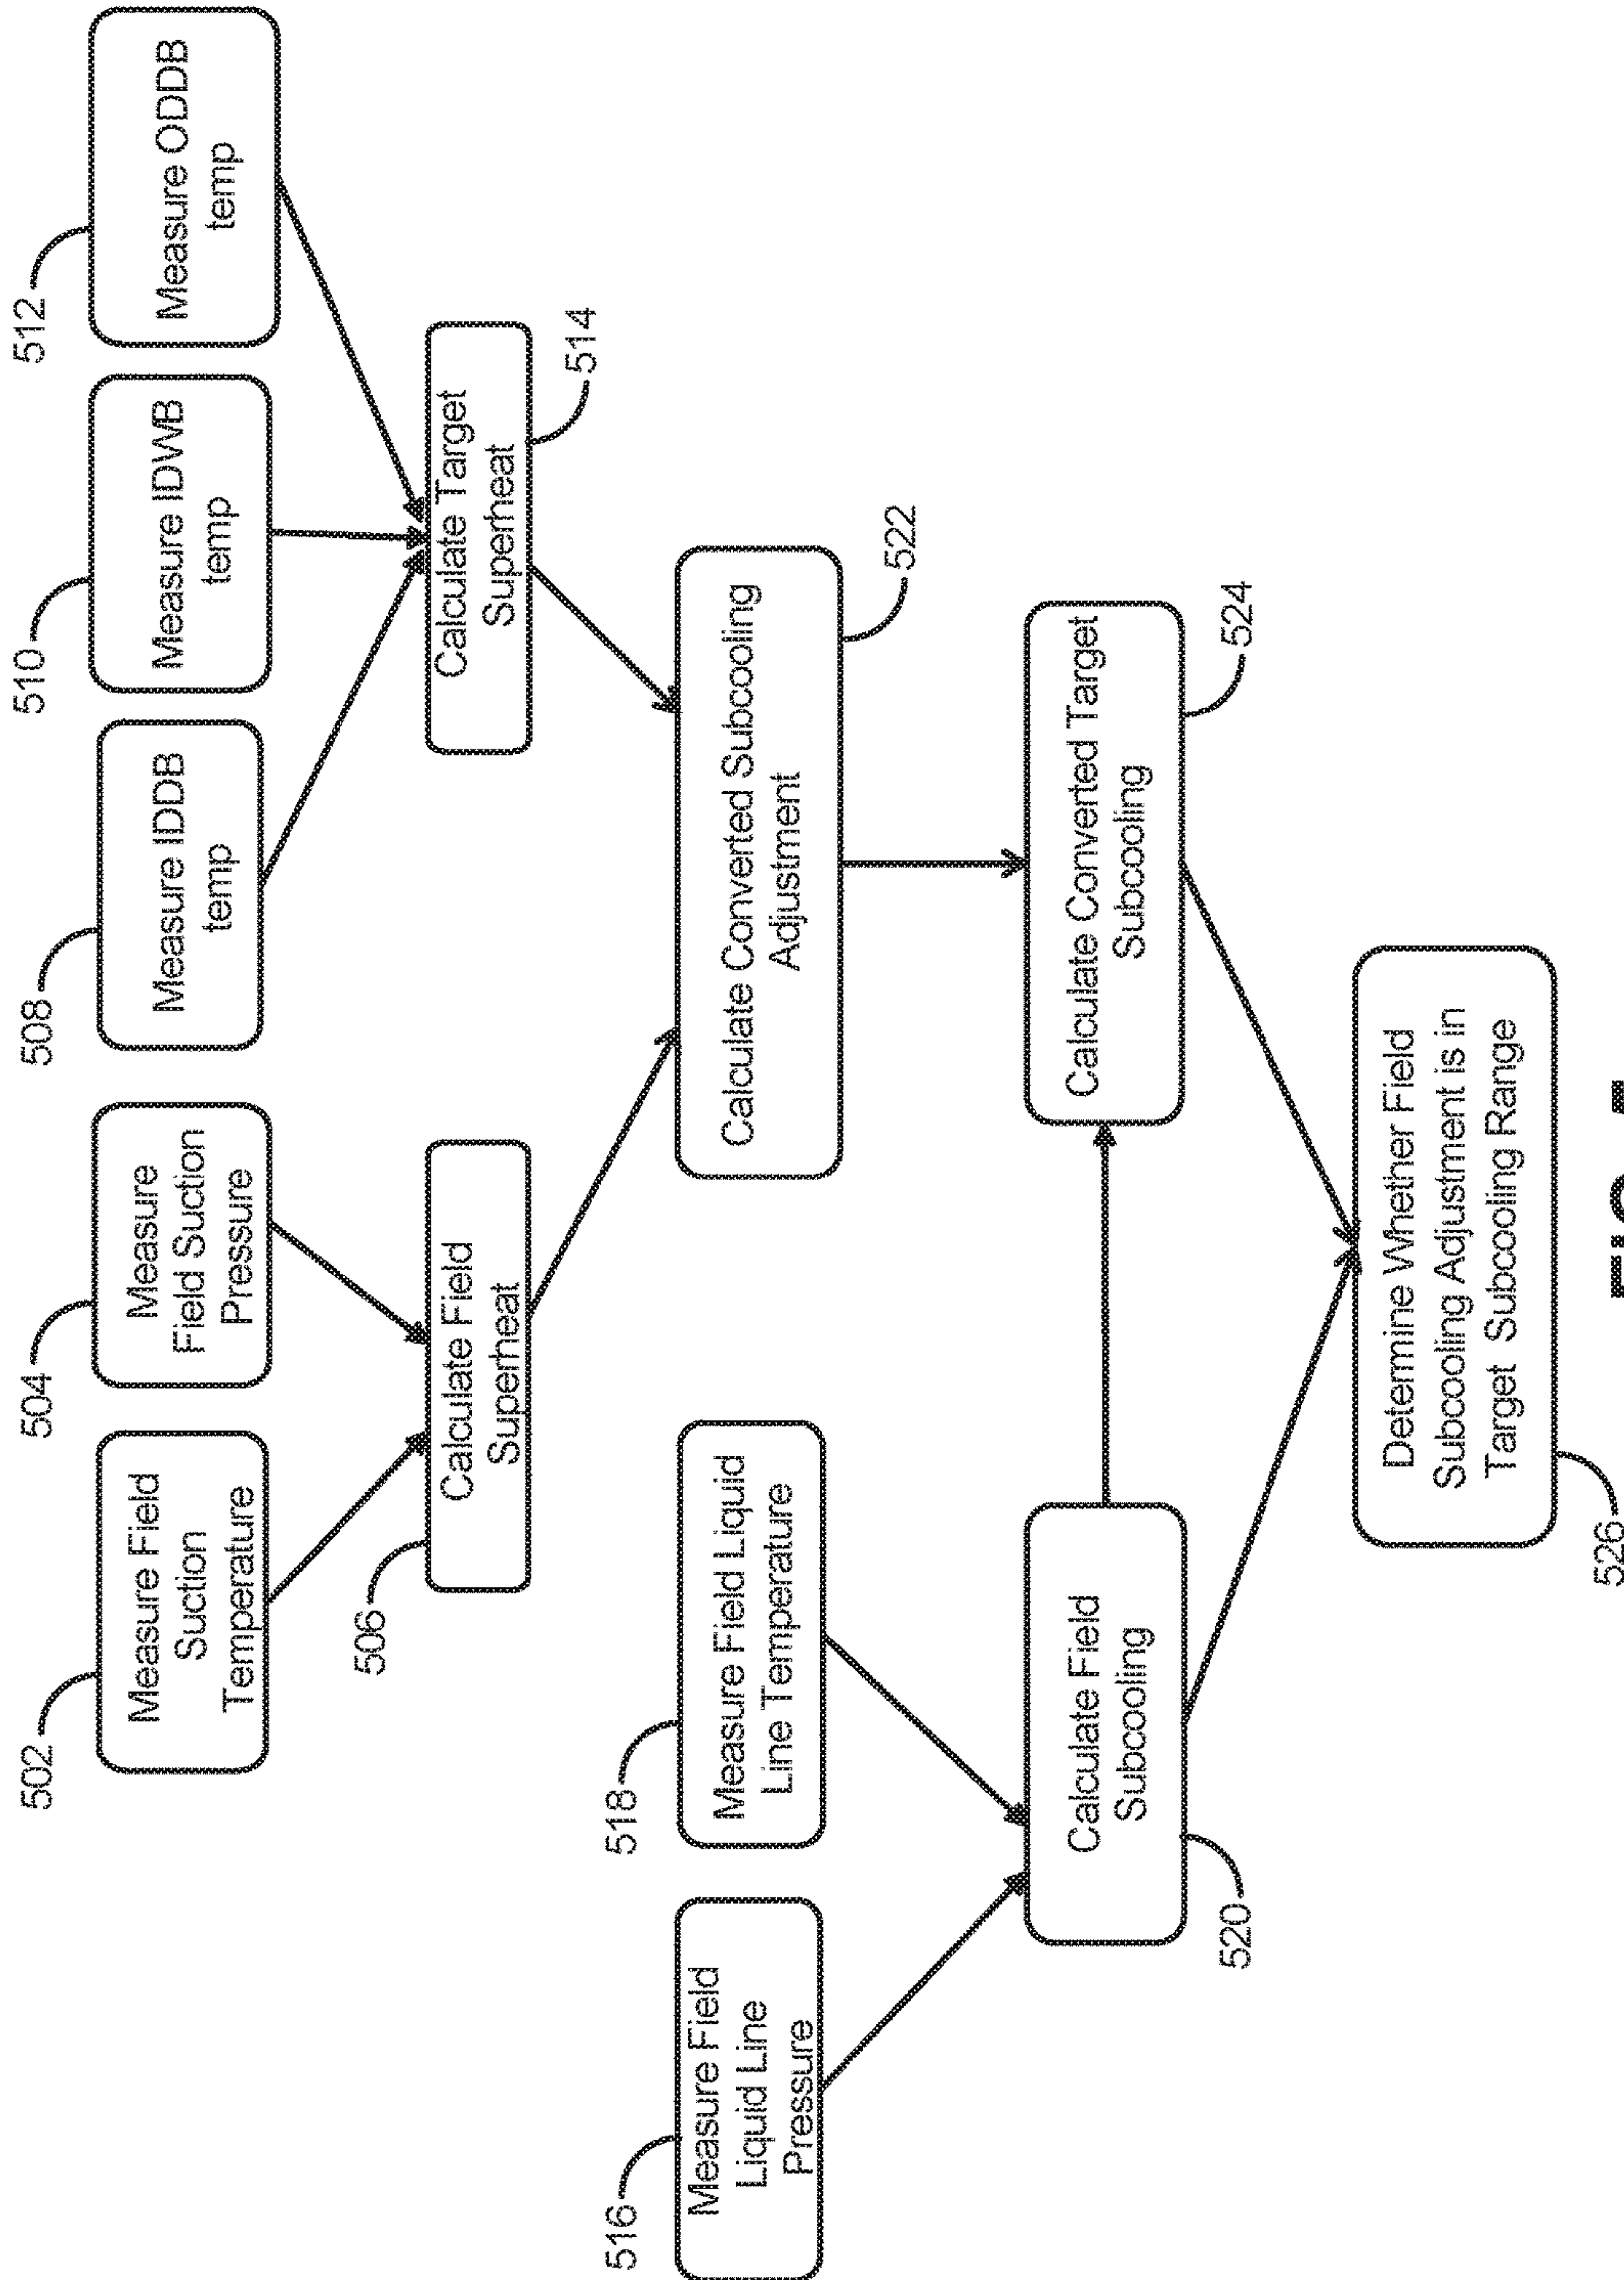 502
Measure Field
Suction
Temperature
504
Measure
Field Suction
Pressure
508
Measure IDDB
temp
510
Measure IDWB
temp
512
Measure ODDB
temp
506
Calculate Field
Superheat
Calculate Target
Superheat
514
516
Measure Field
Liquid Line
Pressure
518
Measure Field Liquid
Line Temperature
Calculate Converted Subcooling
Adjustment
522
Calculate Field
Subcooling
520
Calculate Converted Target
Subcooling
524
Determine Whether Field
Subcooling Adjustment is in
Target Subcooling Range
526